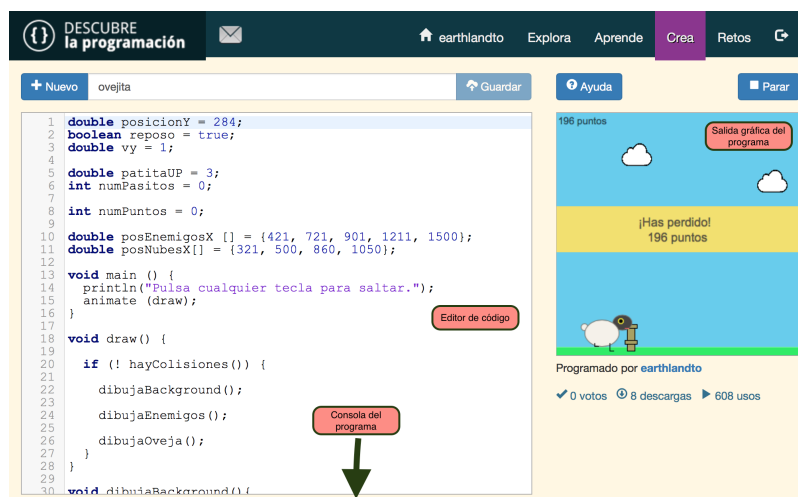 DESCUBRE
la programación
earthlandto Explora Aprende Crea Retos
Nuevo ovejita Guardar Ayuda Parar
1 double posicionY = 284;
2 boolean reposo = true;
3 double vy = 1;
4
5 double patitaUP = 3;
6 int numPasitos = 0;
7
8 int numPuntos = 0;
9
10 double posEnemigosX [] = {421, 721, 901, 1211, 1500};
11 double posNubesX[] = {321, 500, 860, 1050};
12
13 void main () {
14 println("Pulsa cualquier tecla para saltar.");
15 animate (draw);
16 }
17
18 void draw() {
19
20 if (! hayColisiones()) {
21
22 dibujaBackground();
23
24 dibujaEnemigos();
25
26 dibujaOveja();
27 }
28 }
29
30 void dibujaBackground(){
Editor de código
Consola del
programa
196 puntos
Salida gráfica del
programa
¡Has perdido!
196 puntos
Programado por earthlandto
0 votos 8 descargas 608 usos